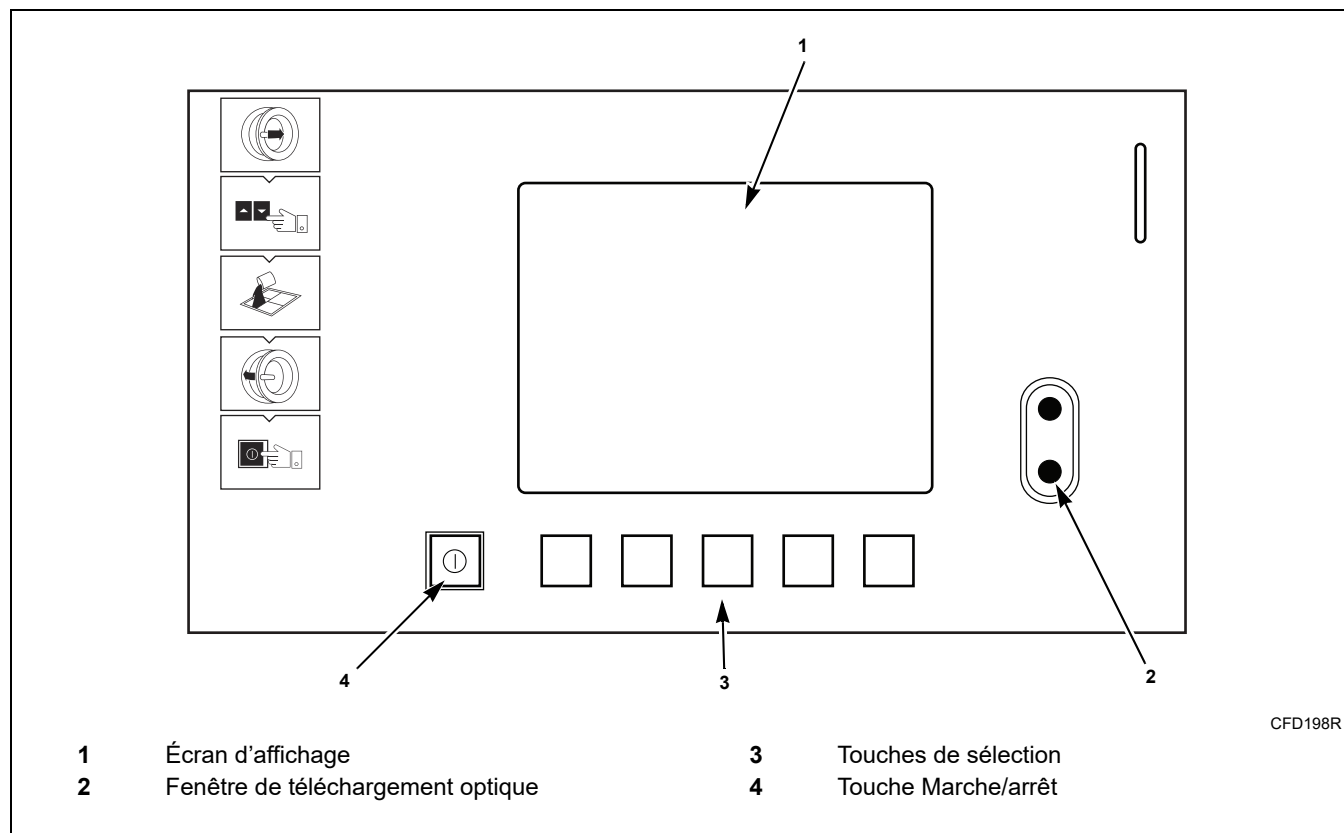 1
4
3
2
CFD198R
1 Écran d’affichage
2 Fenêtre de téléchargement optique
3 Touches de sélection
4 Touche Marche/arrêt